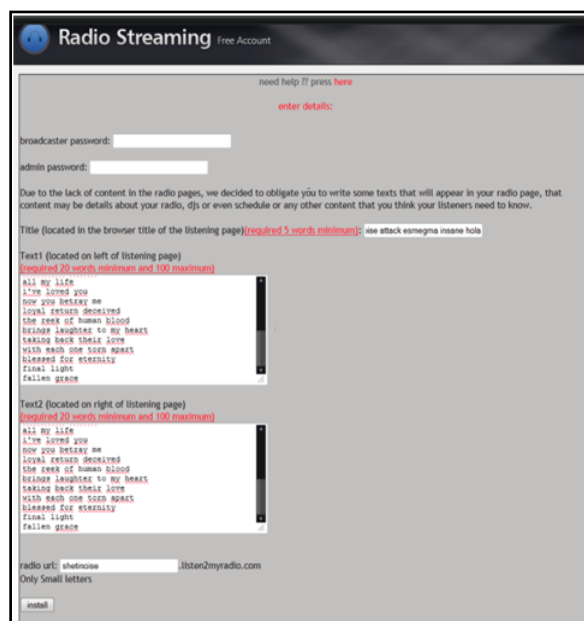 Radio Streaming Free Account
need help ?? press here
enter details:
broadcaster password:
admin password:
Due to the lack of content in the radio pages, we decided to obligate you to write some texts that will appear in your radio page, that
content may be details about your radio, djs or even schedule or any other content that you think your listeners need to know.
Title (located in the browser title of the listening page)(required 5 words minimum): oise attack esmegma insane hola
Text1 (located on left of listening page)
(required 20 words minimum and 100 maximum)
all my life
i've loved you
now you betray me
loyal return deceived
the reek of human blood
brings laughter to my heart
taking back their love
with each one torn apart
blessed for eternity
final light
fallen grace
Text2 (located on right of listening page)
(required 20 words minimum and 100 maximum)
all my life
i've loved you
now you betray me
loyal return deceived
the reek of human blood
brings laughter to my heart
taking back their love
with each one torn apart
blessed for eternity
final light
fallen grace
radio url: shetinoise .listen2myradio.com
Only Small letters
install